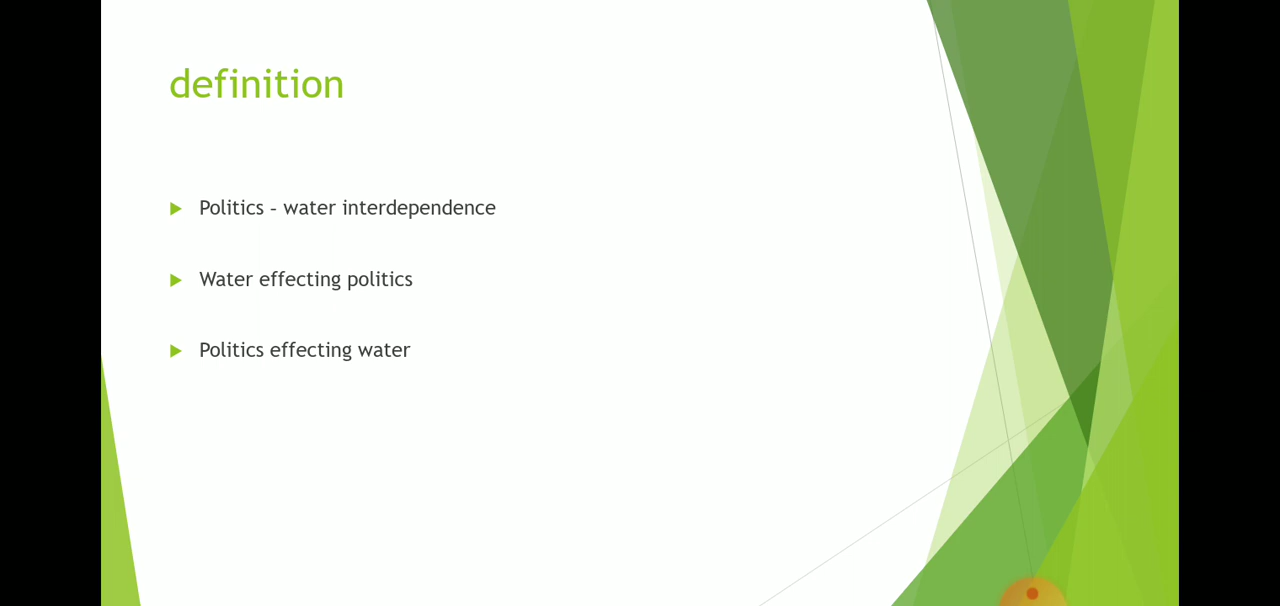 definition
Politics – water interdependence
Water effecting politics
Politics effecting water